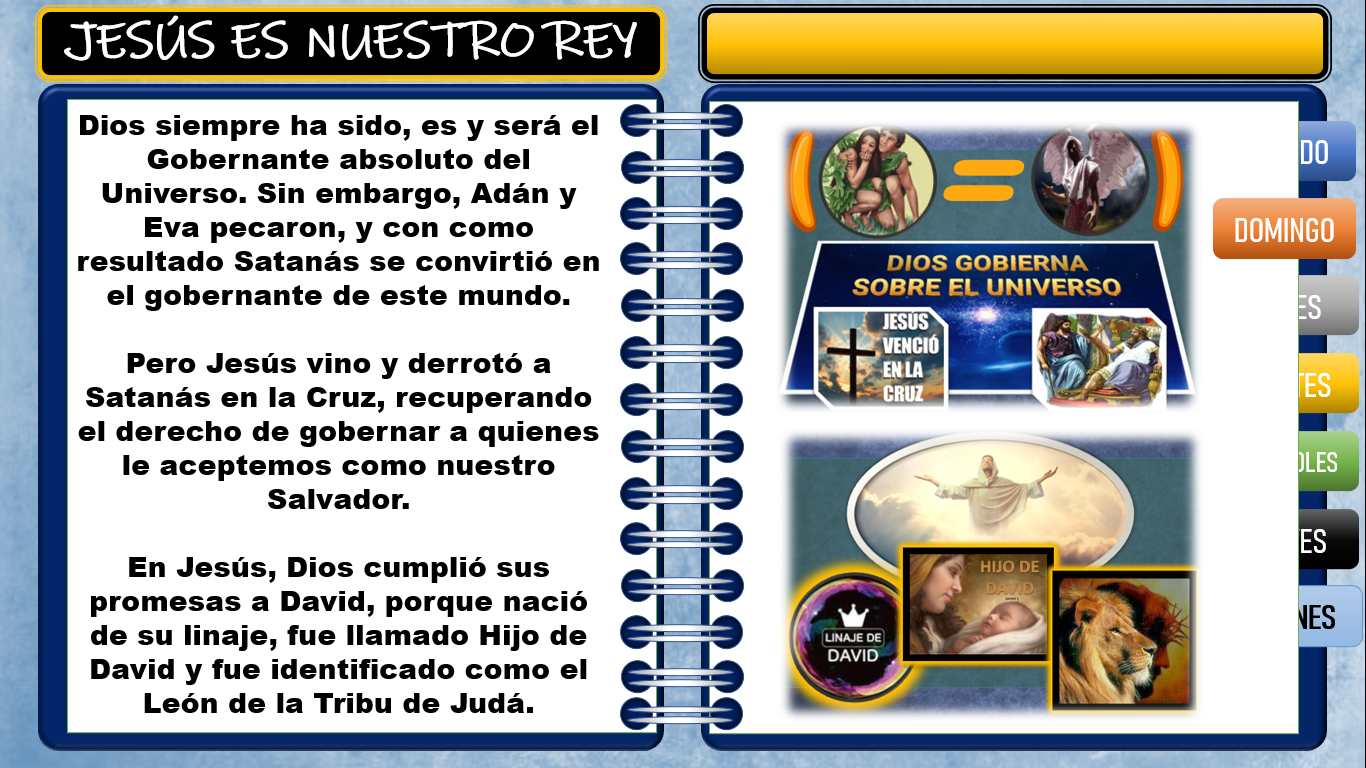 JESÚS ES NUESTRO REY
Dios siempre ha sido, es y será el
Gobernante absoluto del
Universo. Sin embargo, Adán y
Eva pecaron, y con como
resultado Satanás se convirtió en
el gobernante de este mundo.
Pero Jesús vino y derrotó a
Satanás en la Cruz, recuperando
el derecho de gobernar a quienes
le aceptemos como nuestro
Salvador.
En Jesús, Dios cumplió sus
promesas a David, porque nació
de su linaje, fue llamado Hijo de
David y fue identificado como el
León de la Tribu de Judá.
DIOS GOBIERNA
SOBRE EL UNIVERSO
JESÚS
VENCIÓ
EN LA
CRUZ
HIJO DE
DAVID
LINAJE DE
DAVID
DO
DOMINGO
ES
TES
OLES
ES
NES